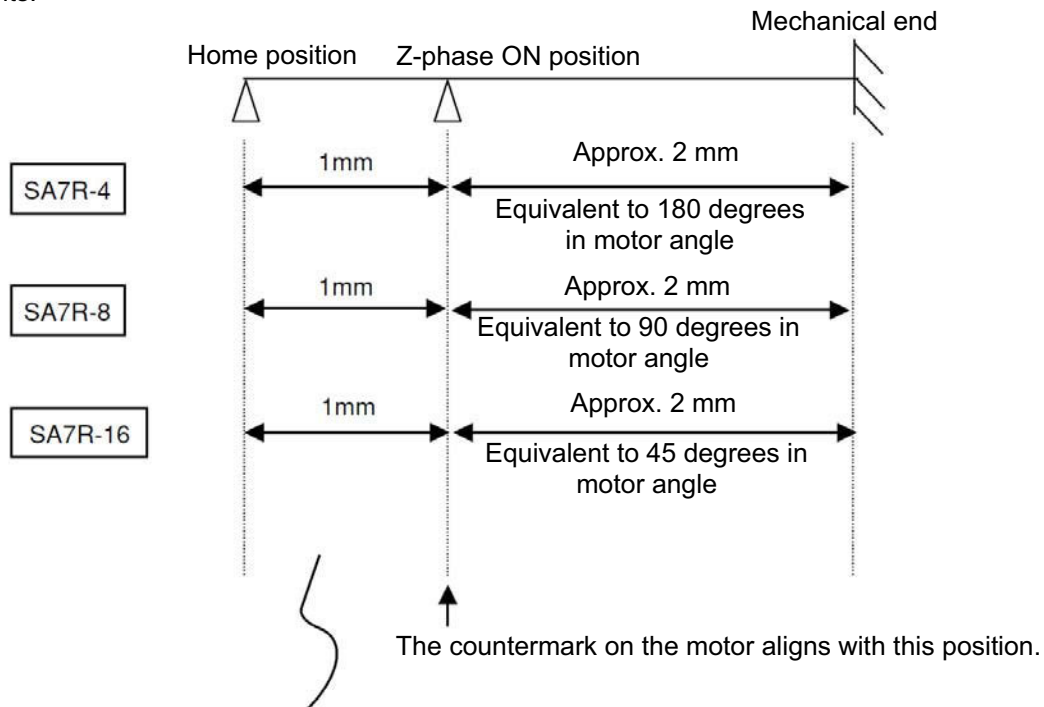 Mechanical end
Home position
Z-phase ON position
SA7R-4
1mm
Approx. 2 mm
Equivalent to 180 degrees
in motor angle
SA7R-8
1mm
Approx. 2 mm
Equivalent to 90 degrees in
motor angle
SA7R-16
1mm
Approx. 2 mm
Equivalent to 45 degrees in
motor angle
The countermark on the motor aligns with this position.